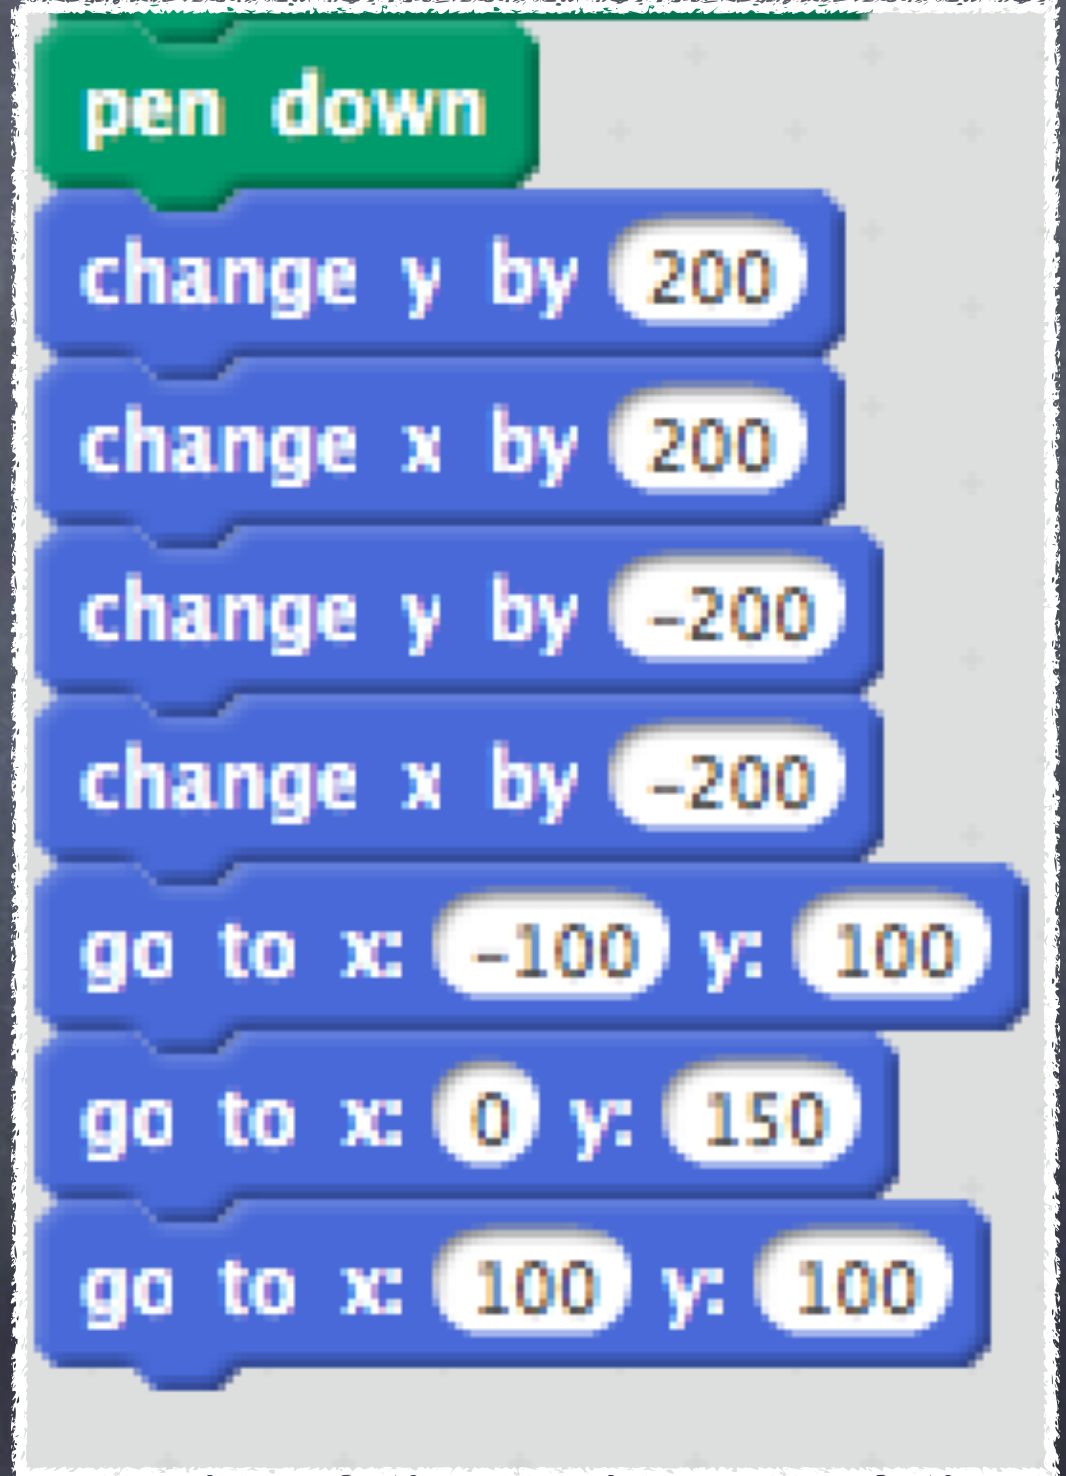 pen down
change y by 200
change x by 200
change y by -200
change x by -200
go to x: -100 y: 100
go to x: 0 y: 150
go to x: 100 y: 100